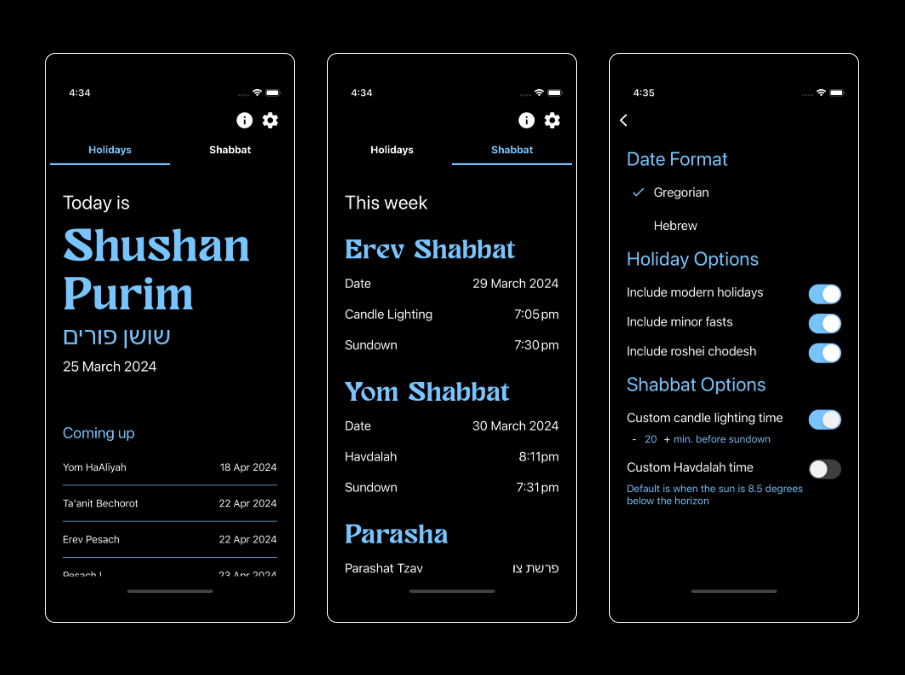 4:34
Holidays Shabbat
Today is
Shushan
Purim
שושן פורים
25 March 2024
Coming up
Yom HaAliyah 18 Apr 2024
Ta'anit Bechorot 22 Apr 2024
Erev Pesach 22 Apr 2024
Pesach I 23 Apr 2024
4:34
Holidays Shabbat
This week
Erev Shabbat
Date 29 March 2024
Candle Lighting 7:05pm
Sundown 7:30pm
Yom Shabbat
Date 30 March 2024
Havdalah 8:11pm
Sundown 7:31pm
Parasha
Parashat Tzav פרשת צו
4:35
Date Format
Gregorian
Hebrew
Holiday Options
Include modern holidays
Include minor fasts
Include roshei chodesh
Shabbat Options
Custom candle lighting time
- 20 + min. before sundown
Custom Havdalah time
Default is when the sun is 8.5 degrees
below the horizon